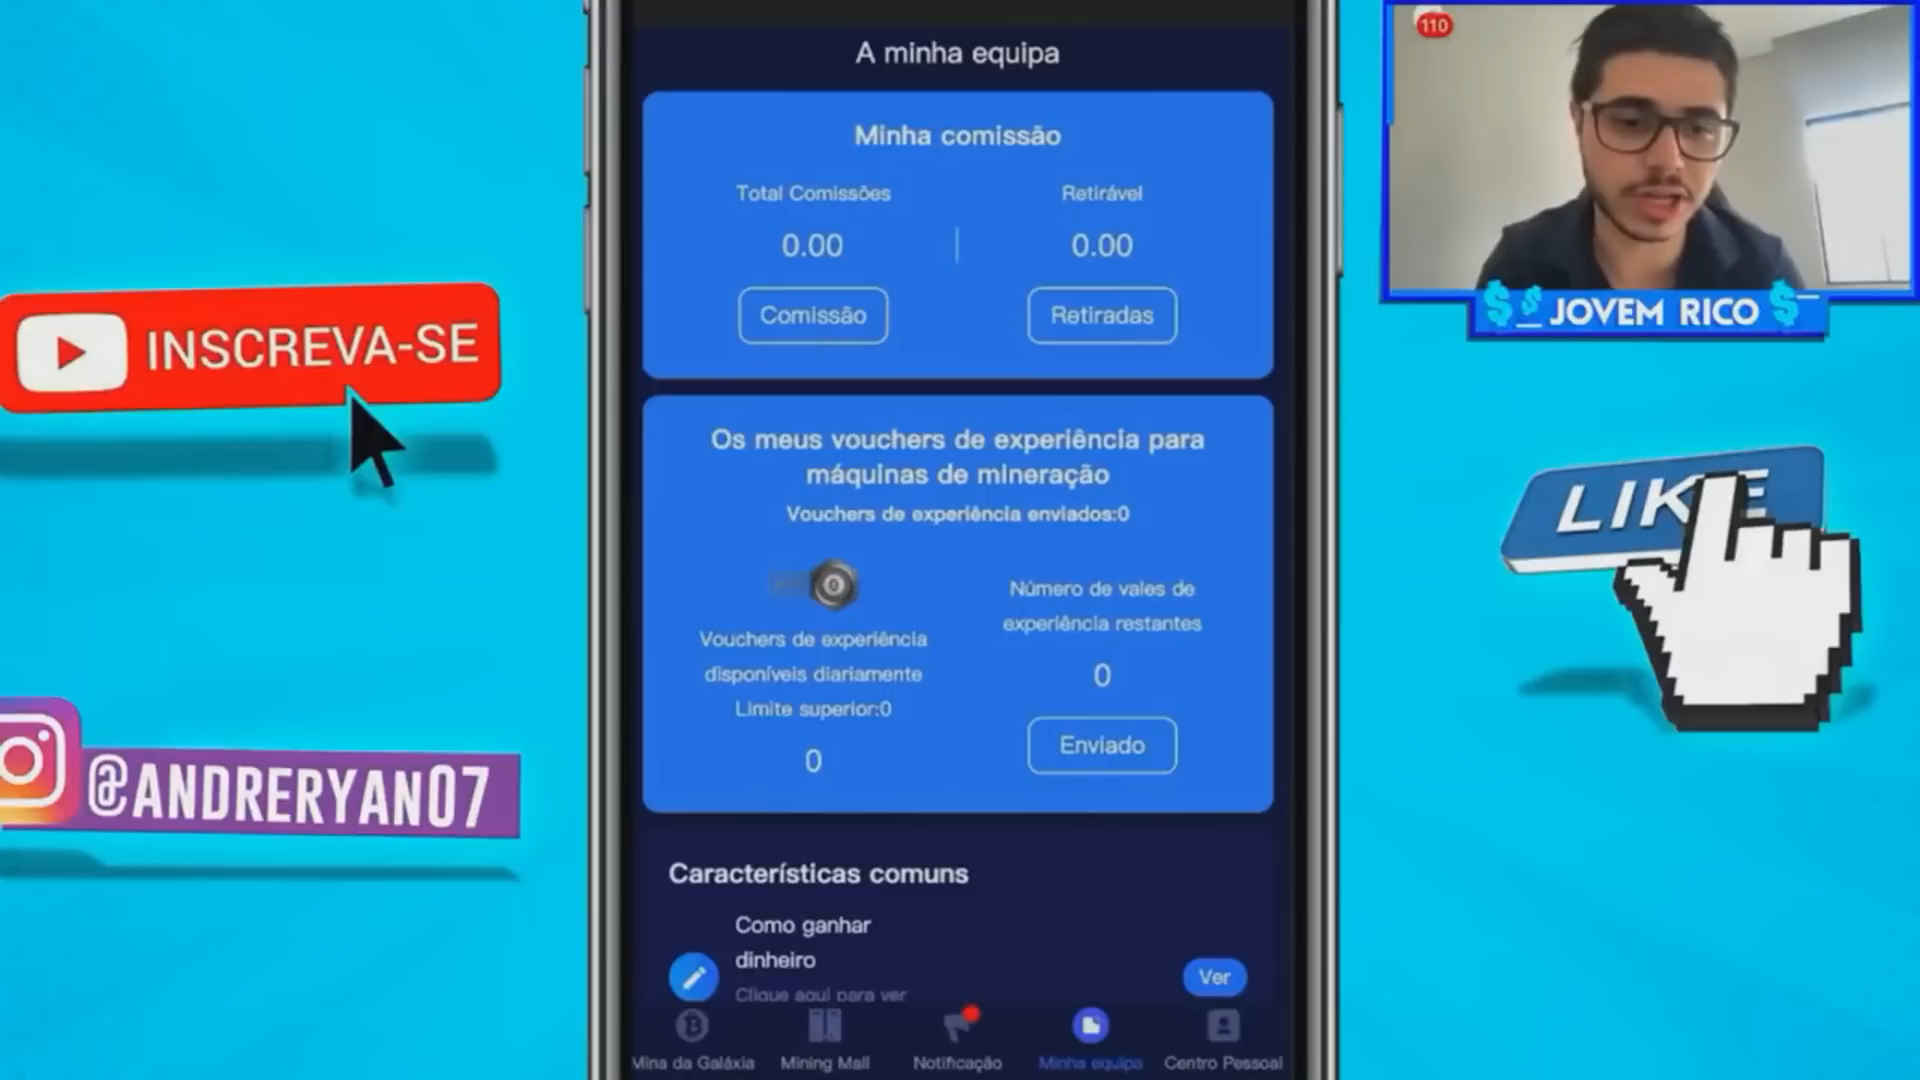 A minha equipa
110
Minha comissão
Total Comissões
Retirável
0.00
0.00
Comissão
Retiradas
JOVEM RICO
INSCREVA-SE
Os meus vouchers de experiência para
máquinas de mineração
Vouchers de experiência enviados:0
Vouchers de experiência
disponíveis diariamente
Limite superior:0
0
Número de vales de
experiência restantes
0
Enviado
LIKE
@ANDRERYAN07
Características comuns
Como ganhar
dinheiro
Clique aqui para ver
Ver
Mina da Galáxia
Mining Mall
Notificação
Minha equipa
Centro Pessoal